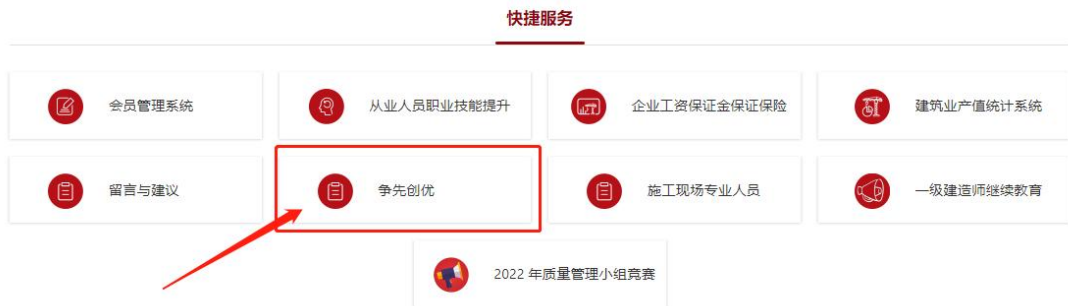 快捷服务
会员管理系统
从业人员职业技能提升
企业工资保证金保证保险
建筑业产值统计系统
留言与建议
争先创优
施工现场专业人员
一级建造师继续教育
2022 年质量管理小组竞赛